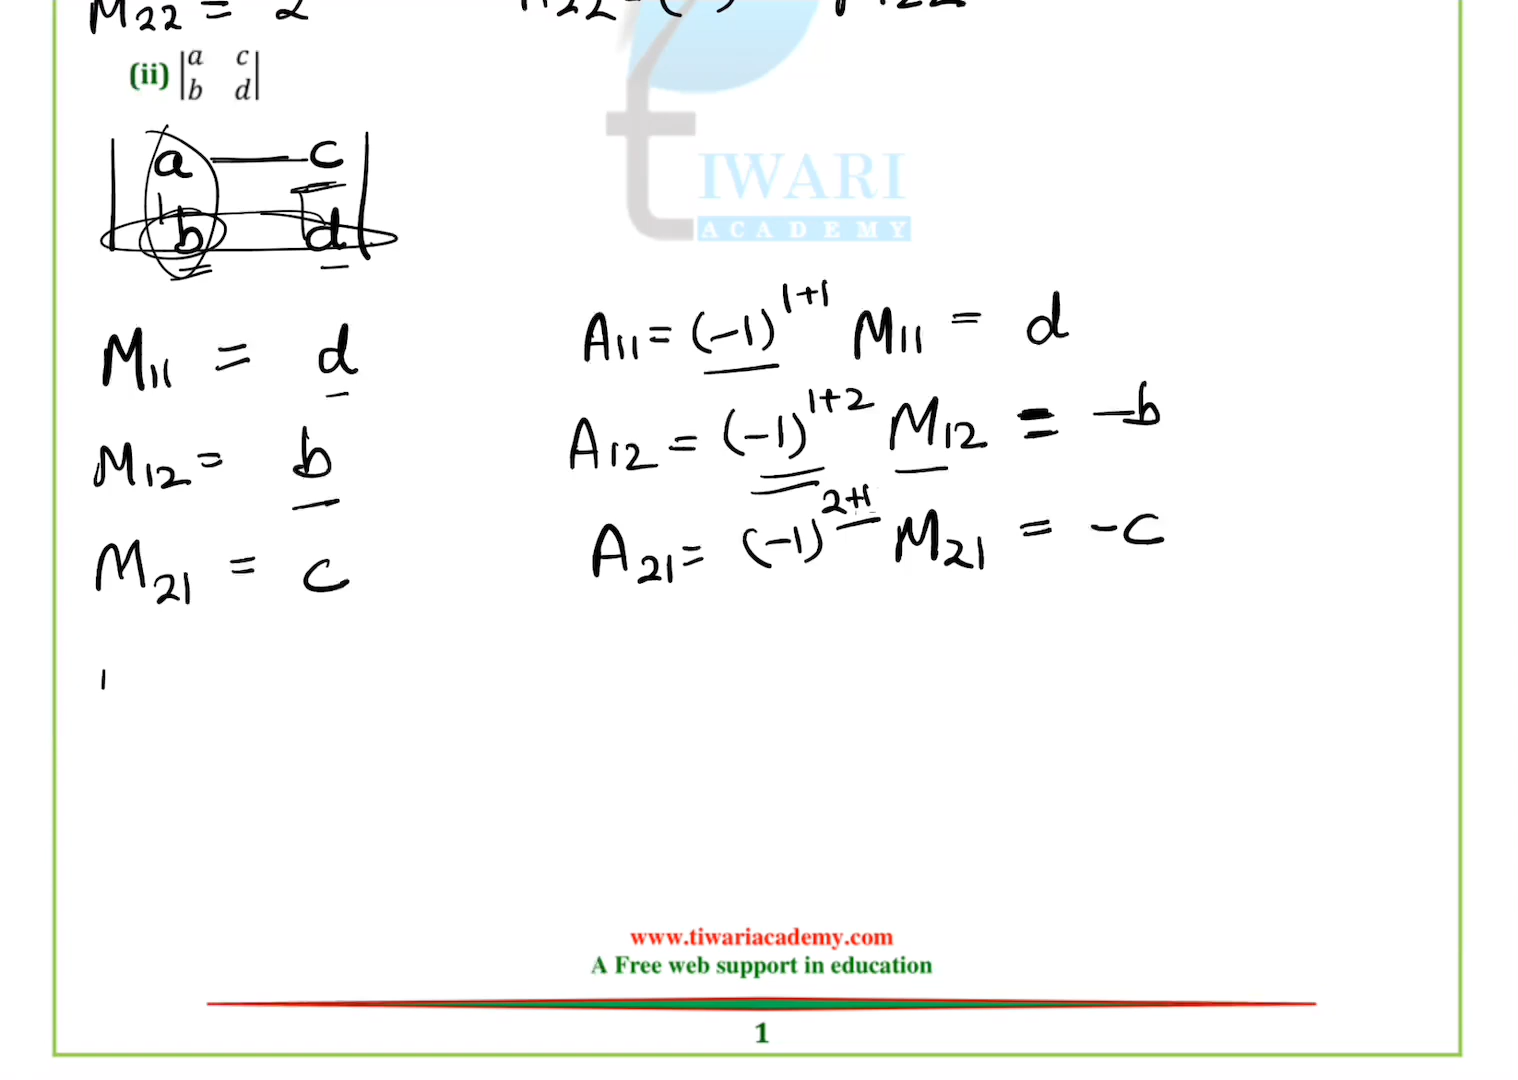 M22 = 2
(ii) |a c|
|b d|
| a — c |
| b d |
TIWARI
ACADEMY
M11 = d A11 = (-1)^1+1 M11 = d
M12 = b A12 = (-1)^1+2 M12 = -b
M21 = c A21 = (-1)^2+1 M21 = -c
www.tiwariacademy.com
A Free web support in education
1